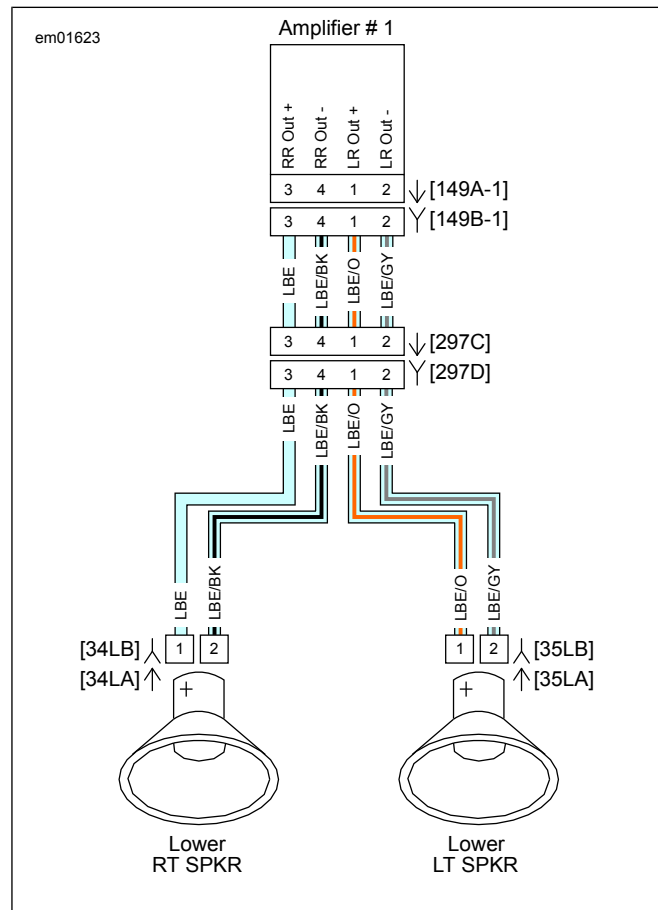 em01623
Amplifier # 1
RR Out +
RR Out -
LR Out +
LR Out -
3 4 1 2 [149A-1]
3 4 1 2 [149B-1]
LBE LBE/BK LBE/O LBE/GY
3 4 1 2 [297C]
3 4 1 2 [297D]
LBE LBE/BK LBE/O LBE/GY
LBE LBE/BK LBE/O LBE/GY
[34LB] 1 2 1 2 [35LB]
[34LA] [35LA]
+ +
Lower
RT SPKR
Lower
LT SPKR